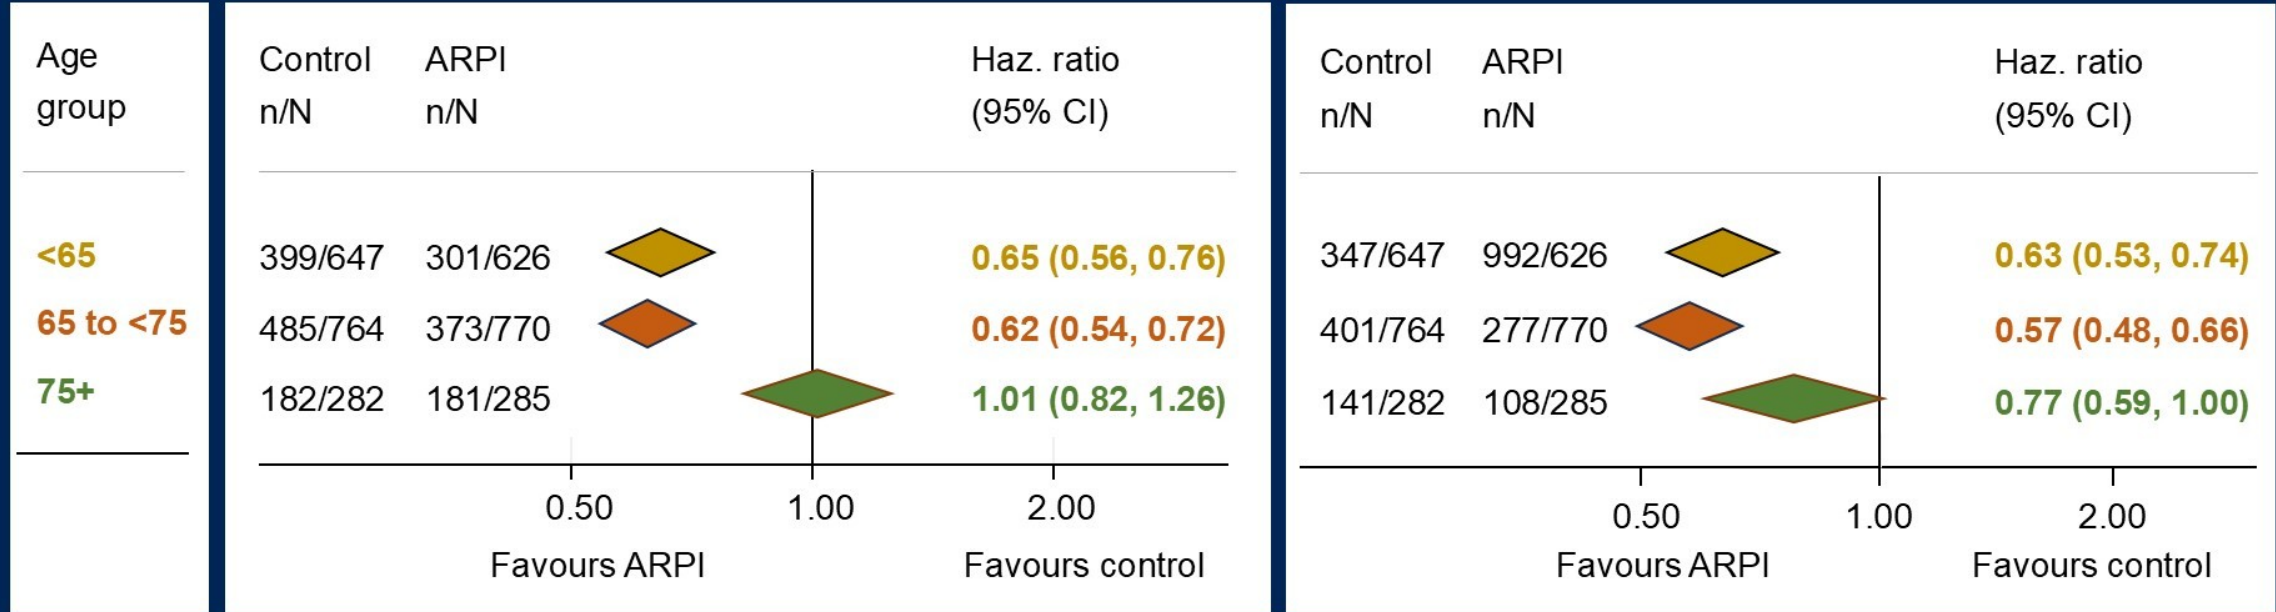 Age
group
Control ARPI Haz. ratio
n/N n/N (95% CI)
Control ARPI Haz. ratio
n/N n/N (95% CI)
<65 399/647 301/626 0.65 (0.56, 0.76) 347/647 992/626 0.63 (0.53, 0.74)
65 to <75 485/764 373/770 0.62 (0.54, 0.72) 401/764 277/770 0.57 (0.48, 0.66)
75+ 182/282 181/285 1.01 (0.82, 1.26) 141/282 108/285 0.77 (0.59, 1.00)
0.50 1.00 2.00 0.50 1.00 2.00
Favours ARPI Favours control Favours ARPI Favours control